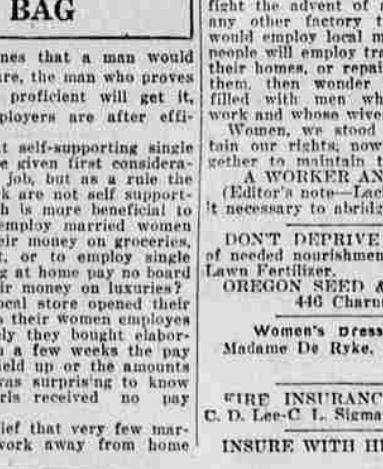 BAG
nes that a man would
re, the man who proves
proficient will get it,
ployers are after effi-
t self-supporting single
e given first considera-
job, but as a rule the
k are not self support-
h is more beneficial to
employ married women
eir money on groceries,
t, or to employ single
g at home pay no board
ir money on luxuries?
ocal store opened their
s their women employes
ely they bought elabor-
n a few weeks the pay
eld up or the amounts
was surprising to know
rls received no pay
ief that very few mar-
work away from home
fight the advent of
any other factory t
would employ local m
people will employ tra
their homes, or repai
them, then wonder
filled with men wh
work and whose wive
Women, we stood
tain our rights; now
gether to maintain t
A WORKER AN
(Editor's note—Lac
it necessary to abridg
DON'T DEPRIVE
of needed nourishmen
Lawn Fertilizer.
OREGON SEED &
446 Charn
Women's Dress
Madame De Ryke,
FIRE INSURANC
C. D. Lee-C. L. Sigma
INSURE WITH HE